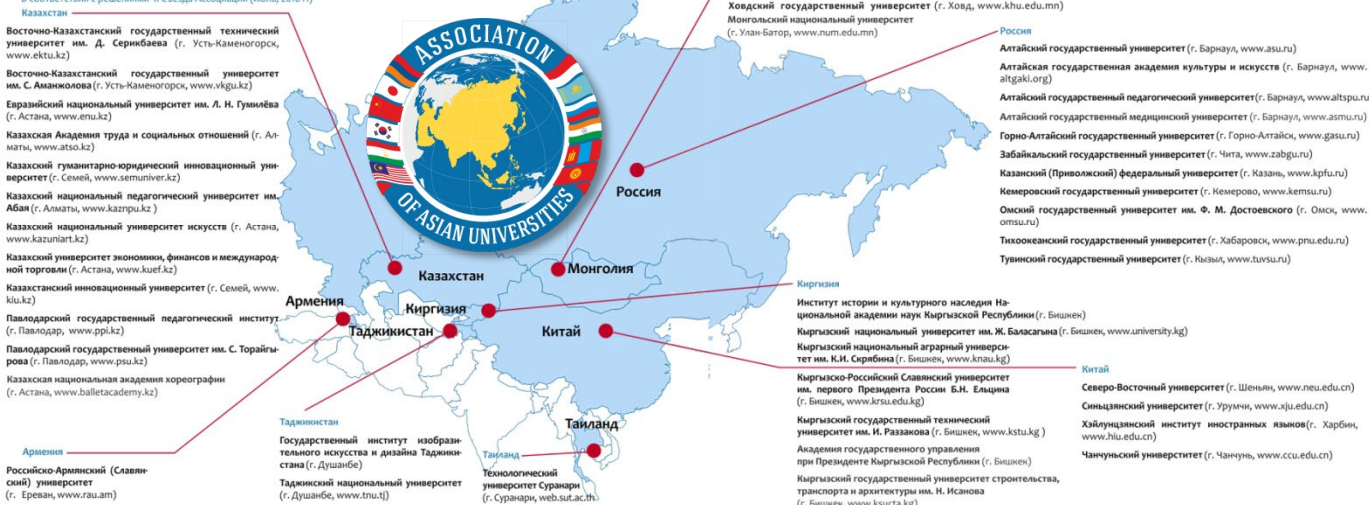 Казахстан
Восточно-Казахстанский государственный технический
университет им. Д. Серикбаева (г. Усть-Каменогорск,
www.ektu.kz)
Восточно-Казахстанский государственный университет
им. С. Аманжолова (г. Усть-Каменогорск, www.vkgu.kz)
Евразийский национальный университет им. Л. Н. Гумилёва
(г. Астана, www.enu.kz)
Казахская Академия труда и социальных отношений (г. Ал-
маты, www.atso.kz)
Казахский гуманитарно-юридический инновационный уни-
верситет (г. Семей, www.semuniver.kz)
Казахский национальный педагогический университет им.
Абая (г. Алматы, www.kaznpu.kz )
Казахский национальный университет искусств (г. Астана,
www.kazuniart.kz)
Казахский университет экономики, финансов и международ-
ной торговли (г. Астана, www.kuef.kz)
Казахстанский инновационный университет (г. Семей, www.
kiu.kz)
Павлодарский государственный педагогический институт
(г. Павлодар, www.ppi.kz)
Павлодарский государственный университет им. С. Торайгы-
рова (г. Павлодар, www.psu.kz)
Казахская национальная академия хореографии
(г. Астана, www.balletacademy.kz)
Армения
Российско-Армянский (Славян-
ский) университет
(г. Ереван, www.rau.am)
ASSOCIATION
OF ASIAN UNIVERSITIES
Россия
Казахстан
Монголия
Армения
Киргизия
Таджикистан
Китай
Таиланд
Таджикистан
Государственный институт изобрази-
тельного искусства и дизайна Таджики-
стана (г. Душанбе)
Таджикский национальный университет
(г. Душанбе, www.tnu.tj)
Таиланд
Технологический
университет Суранари
(г. Суранари, web.sut.ac.th
Ховдский государственный университет (г. Ховд, www.khu.edu.mn)
Монгольский национальный университет
(г. Улан-Батор, www.num.edu.mn)
Россия
Алтайский государственный университет (г. Барнаул, www.asu.ru)
Алтайская государственная академия культуры и искусств (г. Барнаул, www.
altgaki.org)
Алтайский государственный педагогический университет(г. Барнаул, www.altspu.ru
Алтайский государственный медицинский университет (г. Барнаул, www.asmu.ru)
Горно-Алтайский государственный университет (г. Горно-Алтайск, www.gasu.ru)
Забайкальский государственный университет (г. Чита, www.zabgu.ru)
Казанский (Приволжский) федеральный университет (г. Казань, www.kpfu.ru)
Кемеровский государственный университет (г. Кемерово, www.kemsu.ru)
Омский государственный университет им. Ф. М. Достоевского (г. Омск, www.
omsu.ru)
Тихоокеанский государственный университет (г. Хабаровск, www.pnu.edu.ru)
Тувинский государственный университет (г. Кызыл, www.tuvsu.ru)
Киргизия
Институт истории и культурного наследия На-
циональной академии наук Кыргызской Республики (г. Бишкек)
Кыргызский национальный университет им. Ж. Баласагына (г. Бишкек, www.university.kg)
Кыргызский национальный аграрный универси-
тет им. К.И. Скрябина (г. Бишкек, www.knau.kg)
Кыргызско-Российский Славянский университет
им. первого Президента России Б.Н. Ельцина
(г. Бишкек, www.krsu.edu.kg)
Кыргызский государственный технический
университет им. И. Раззакова (г. Бишкек, www.kstu.kg )
Академия государственного управления
при Президенте Кыргызской Республики (г. Бишкек)
Кыргызский государственный университет строительства,
транспорта и архитектуры им. Н. Исанова
(г. Бишкек, www.ksucta.kg)
Китай
Северо-Восточный университет (г. Шеньян, www.neu.edu.cn)
Синьцзянский университет (г. Урумчи, www.xju.edu.cn)
Хэйлунцзянский институт иностранных языков(г. Харбин,
www.hiu.edu.cn)
Чанчуньский университет (г. Чанчунь, www.ccu.edu.cn)